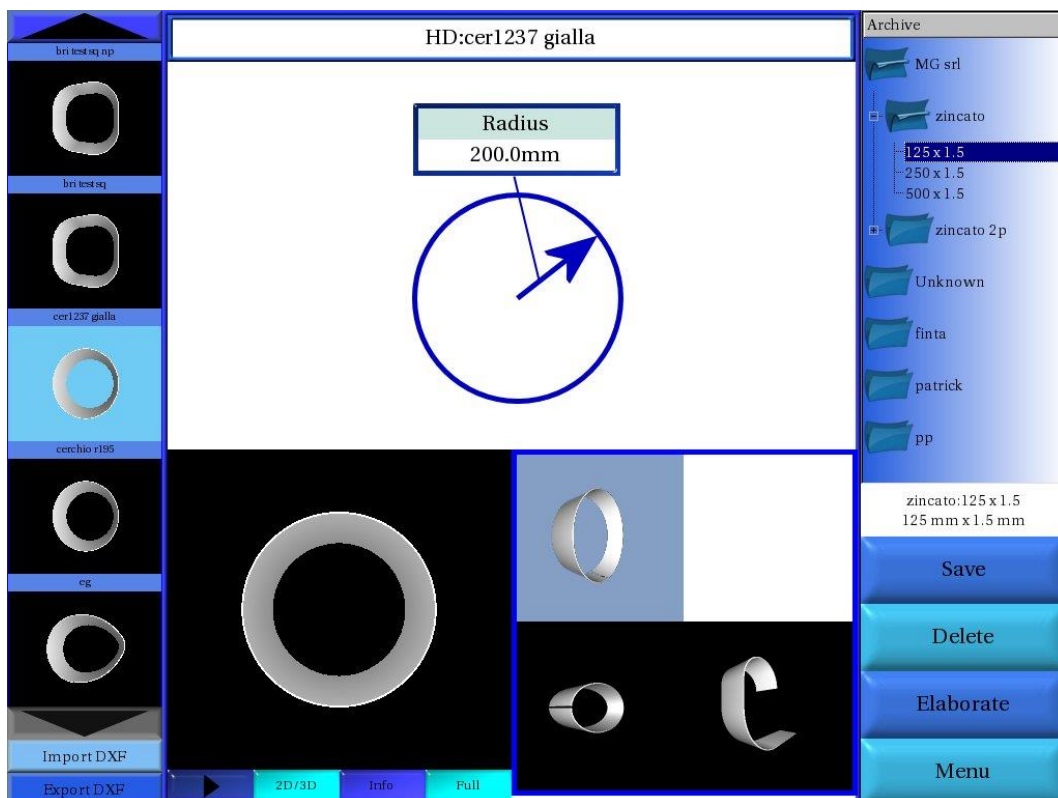 bri test sq np
bri test sq
cer1237 gialla
cerchio r195
eg
Import DXF
Export DXF
HD:cer1237 gialla
Radius
200.0mm
2D/3D
Info
Full
Archive
MG srl
zincato
125 x 1.5
250 x 1.5
500 x 1.5
zincato 2p
Unknown
finta
patrick
pp
zincato:125 x 1.5
125 mm x 1.5 mm
Save
Delete
Elaborate
Menu